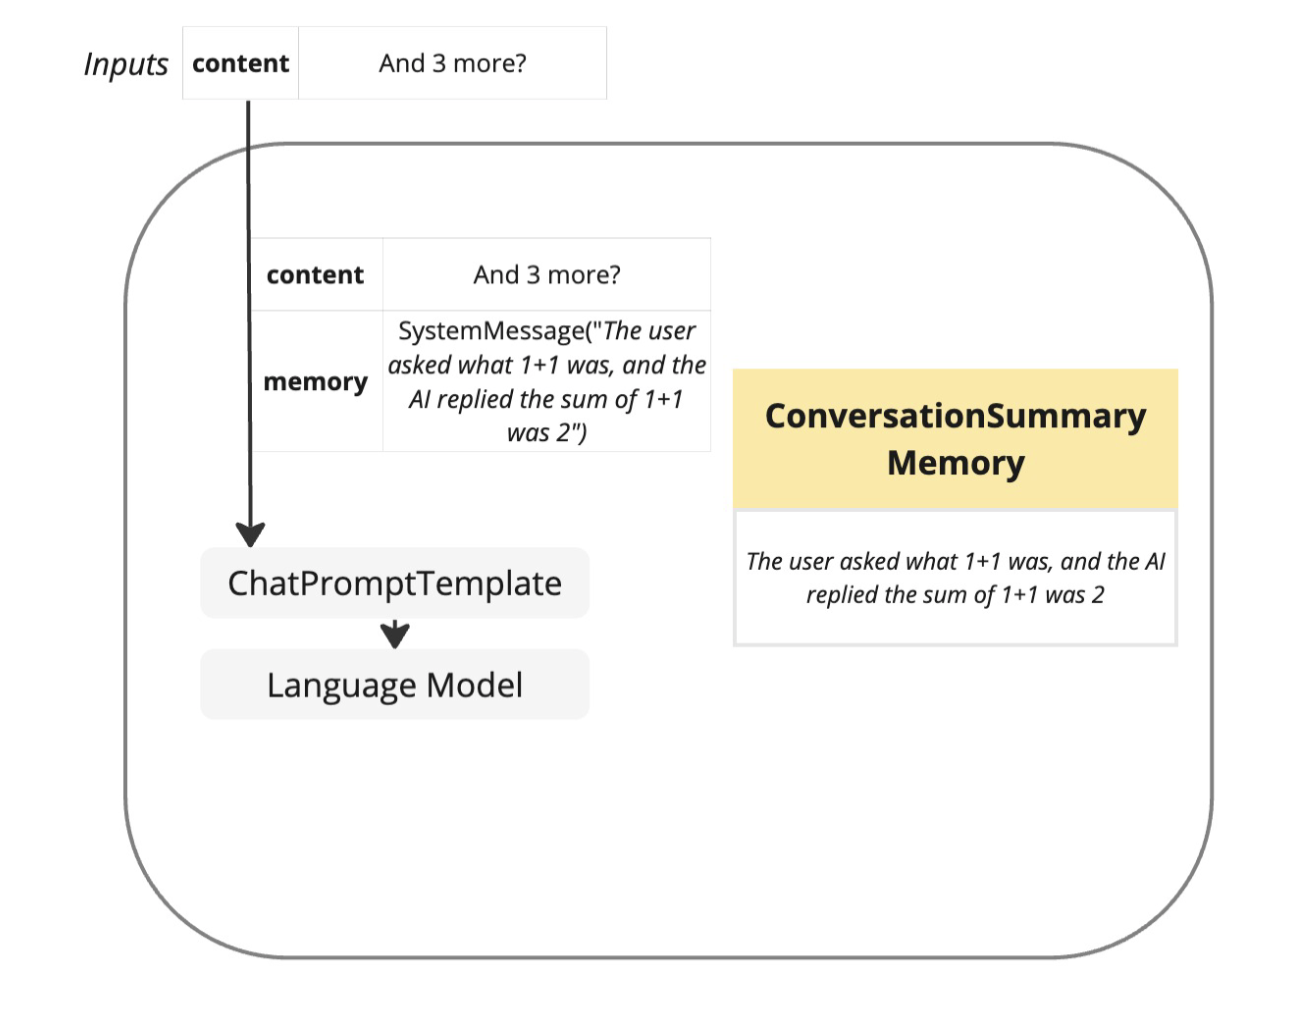 Inputs
content
And 3 more?
content
And 3 more?
memory
SystemMessage("The user
asked what 1+1 was, and the
AI replied the sum of 1+1
was 2")
ConversationSummary
Memory
The user asked what 1+1 was, and the AI
replied the sum of 1+1 was 2
ChatPromptTemplate
Language Model